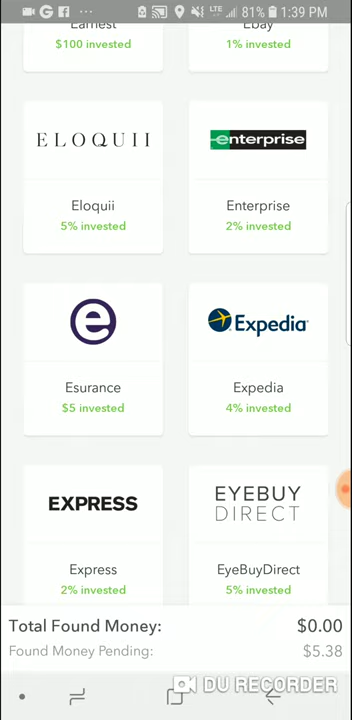 LTE 81% 1:39 PM
Earnest
Ebay
$100 invested
1% invested
ELOQUII
enterprise
Eloquii
Enterprise
5% invested
2% invested
e
Expedia
Esurance
Expedia
$5 invested
4% invested
EXPRESS
EYEBUY
DIRECT
Express
EyeBuyDirect
2% invested
5% invested
Total Found Money:
$0.00
Found Money Pending:
$5.38
DU RECORDER